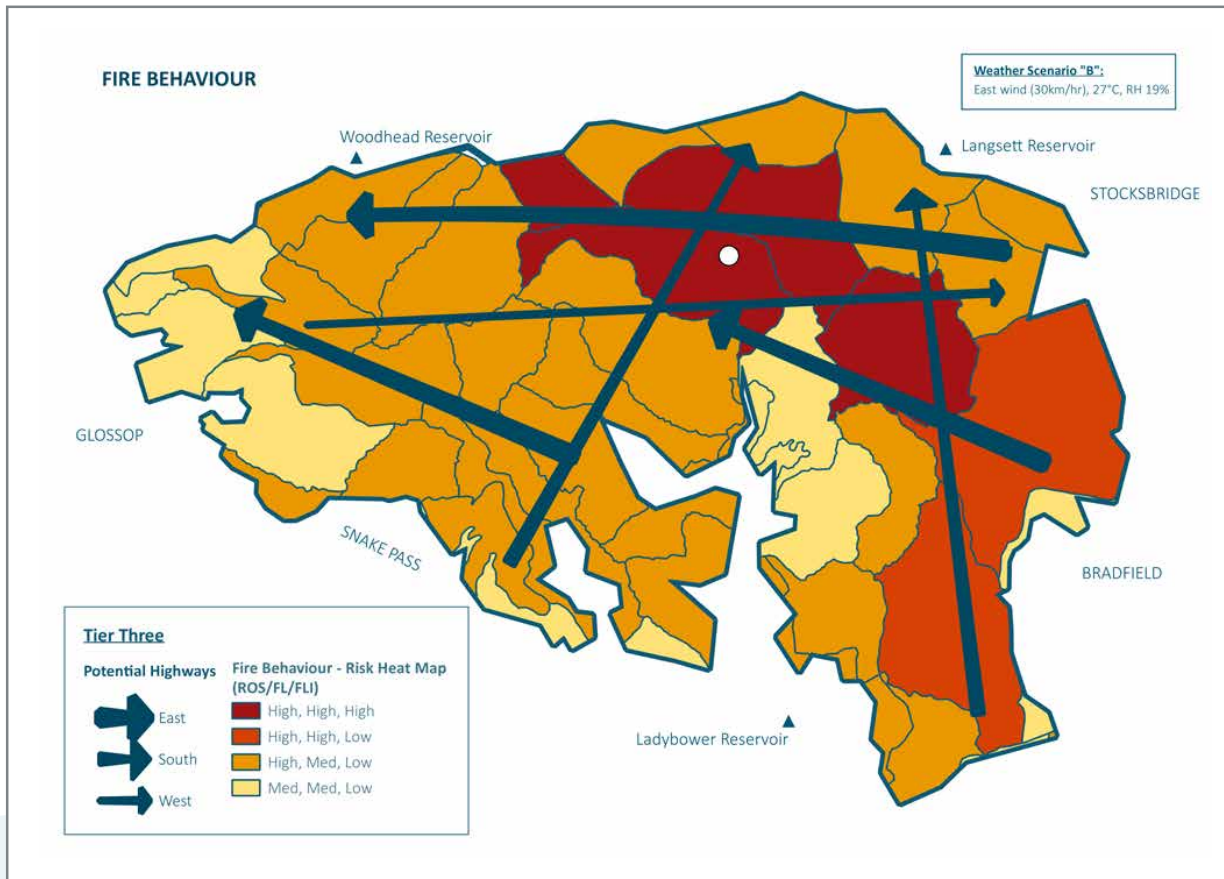 FIRE BEHAVIOUR
Weather Scenario "B":
East wind (30km/hr), 27°C, RH 19%
Woodhead Reservoir
Langsett Reservoir
STOCKSBRIDGE
GLOSSOP
SNAKE PASS
BRADFIELD
Ladybower Reservoir
Tier Three
Potential Highways
East
South
West
Fire Behaviour - Risk Heat Map
(ROS/FL/FLI)
High, High, High
High, High, Low
High, Med, Low
Med, Med, Low